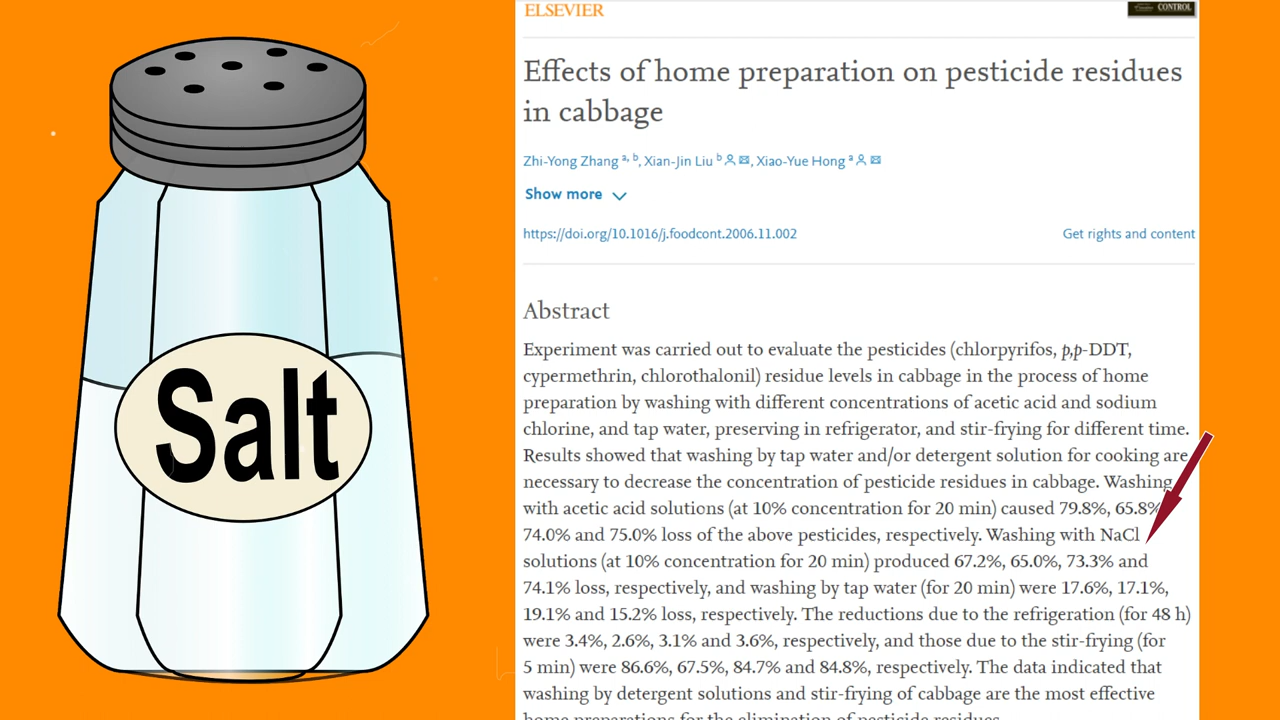 Salt
ELSEVIER
CONTROL
Effects of home preparation on pesticide residues
in cabbage
Zhi-Yong Zhang a, b, Xian-Jin Liu b, Xiao-Yue Hong a
Show more
https://doi.org/10.1016/j.foodcont.2006.11.002
Get rights and content
Abstract
Experiment was carried out to evaluate the pesticides (chlorpyrifos, p,p-DDT,
cypermethrin, chlorothalonil) residue levels in cabbage in the process of home
preparation by washing with different concentrations of acetic acid and sodium
chlorine, and tap water, preserving in refrigerator, and stir-frying for different time.
Results showed that washing by tap water and/or detergent solution for cooking are
necessary to decrease the concentration of pesticide residues in cabbage. Washing
with acetic acid solutions (at 10% concentration for 20 min) caused 79.8%, 65.8%
74.0% and 75.0% loss of the above pesticides, respectively. Washing with NaCl
solutions (at 10% concentration for 20 min) produced 67.2%, 65.0%, 73.3% and
74.1% loss, respectively, and washing by tap water (for 20 min) were 17.6%, 17.1%,
19.1% and 15.2% loss, respectively. The reductions due to the refrigeration (for 48 h)
were 3.4%, 2.6%, 3.1% and 3.6%, respectively, and those due to the stir-frying (for
5 min) were 86.6%, 67.5%, 84.7% and 84.8%, respectively. The data indicated that
washing by detergent solutions and stir-frying of cabbage are the most effective
home preparations for the elimination of pesticide residues.